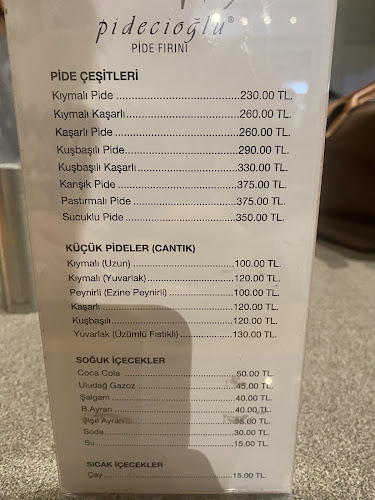 pidecioğlu®
PİDE FIRINI
PİDE ÇEŞİTLERİ
Kıymalı Pide ........................230.00 TL.
Kıymalı Kaşarlı......................260.00 TL.
Kaşarlı Pide .........................260.00 TL.
Kuşbaşılı Pide.......................290.00 TL.
Kuşbaşılı Kaşarlı....................330.00 TL.
Karışık Pide .........................375.00 TL.
Pastırmalı Pide .....................375.00 TL.
Sucuklu Pide ........................350.00 TL.
KÜÇÜK PİDELER (CANTIK)
Kıymalı (Uzun) ......................100.00 TL.
Kıymalı (Yuvarlak)...................120.00 TL.
Peynirli (Ezine Peynirli) ............100.00 TL.
Kaşarlı ..............................120.00 TL.
Kuşbaşılı............................120.00 TL.
Yuvarlak (Üzümlü Fıstıklı) ..........130.00 TL.
SOĞUK İÇECEKLER
Coca Cola ...........................50.00 TL.
Uludağ Gazoz ........................45.00 TL.
Şalgam ..............................40.00 TL.
B.Ayran..............................40.00 TL.
Şişe Ayran...........................35.00 TL.
Soda.................................30.00 TL.
Su...................................15.00 TL.
SICAK İÇECEKLER
Çay..................................15.00 TL.